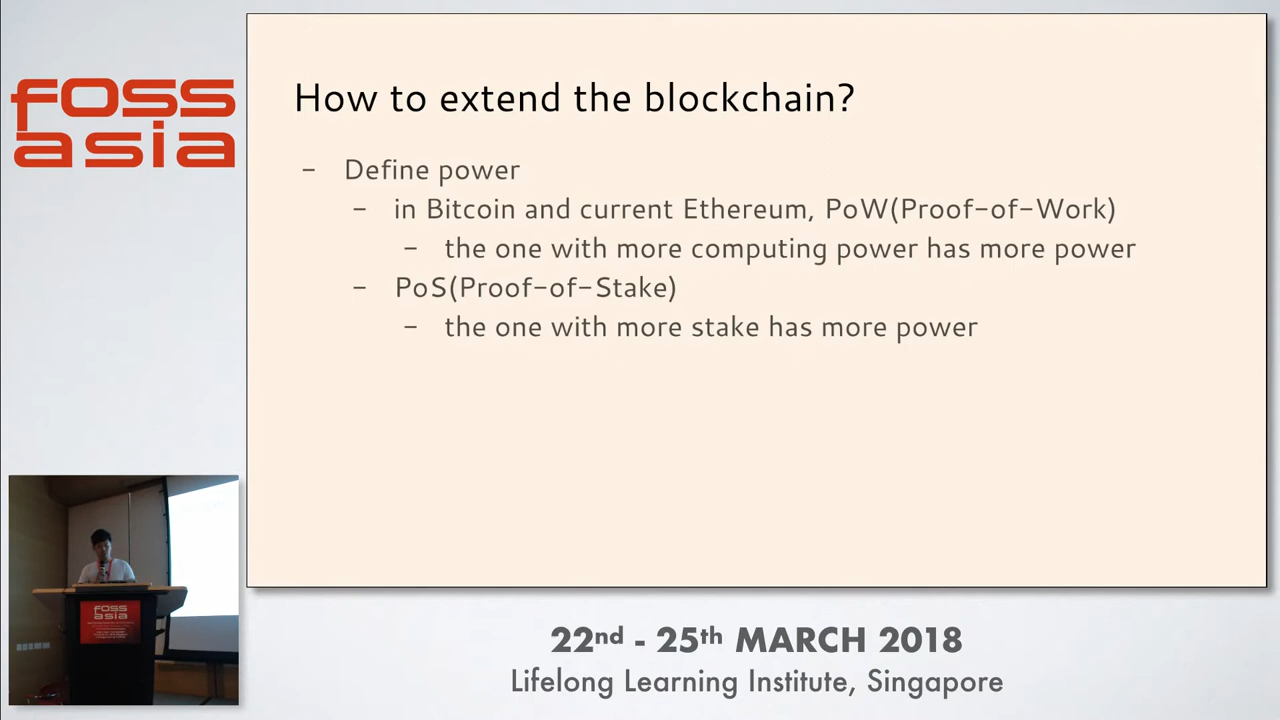 foss
asia
How to extend the blockchain?
- Define power
- in Bitcoin and current Ethereum, PoW(Proof-of-Work)
- the one with more computing power has more power
- PoS(Proof-of-Stake)
- the one with more stake has more power
foss
asia
22nd - 25th MARCH 2018
Lifelong Learning Institute, Singapore